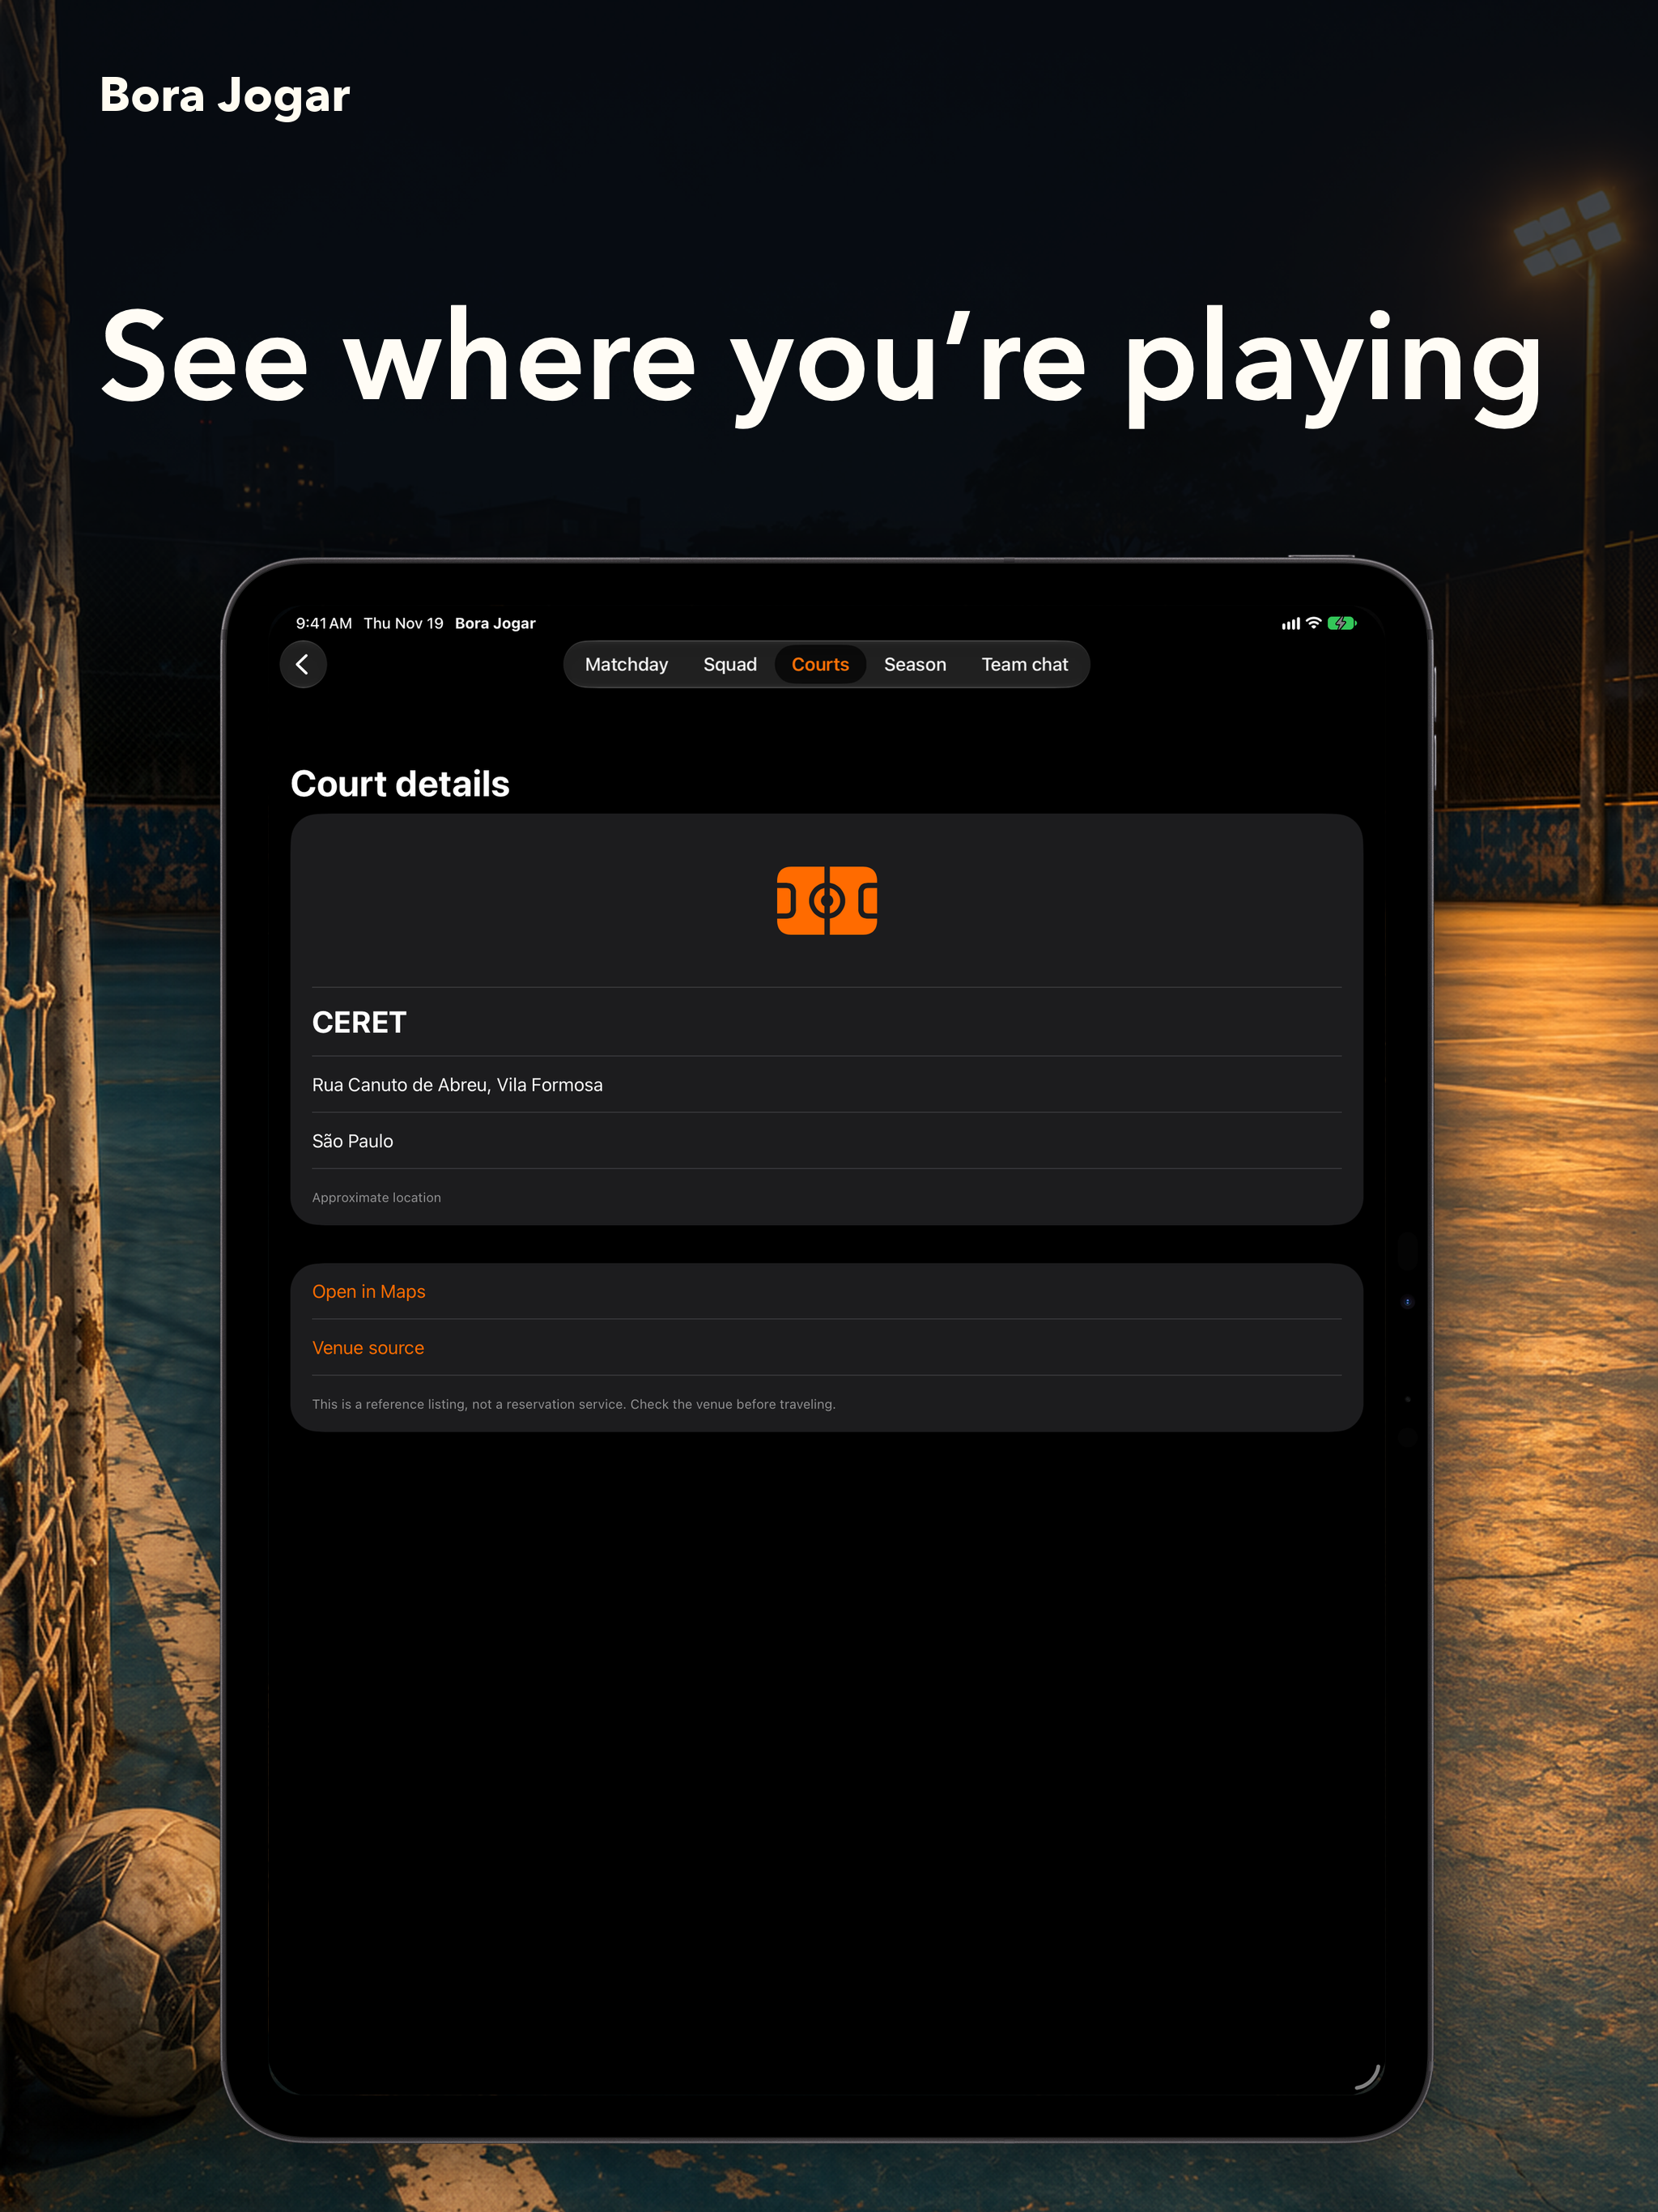 Bora Jogar
See where you’re playing
9:41 AM Thu Nov 19 Bora Jogar
Matchday Squad Courts Season Team chat
Court details
CERET
Rua Canuto de Abreu, Vila Formosa
São Paulo
Approximate location
Open in Maps
Venue source
This is a reference listing, not a reservation service. Check the venue before traveling.